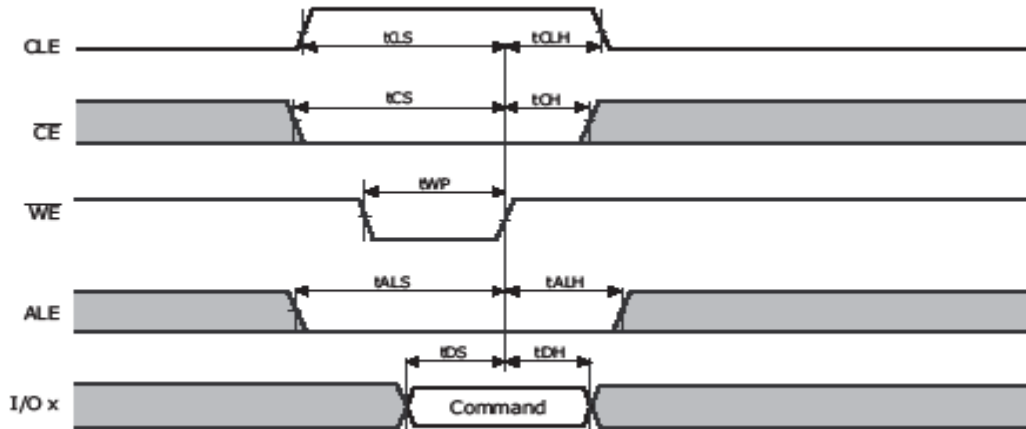 CLE
tCLS
tCLH
CE
tCS
tCH
WE
tWP
ALE
tALS
tALH
I/O x
tDS
tDH
Command